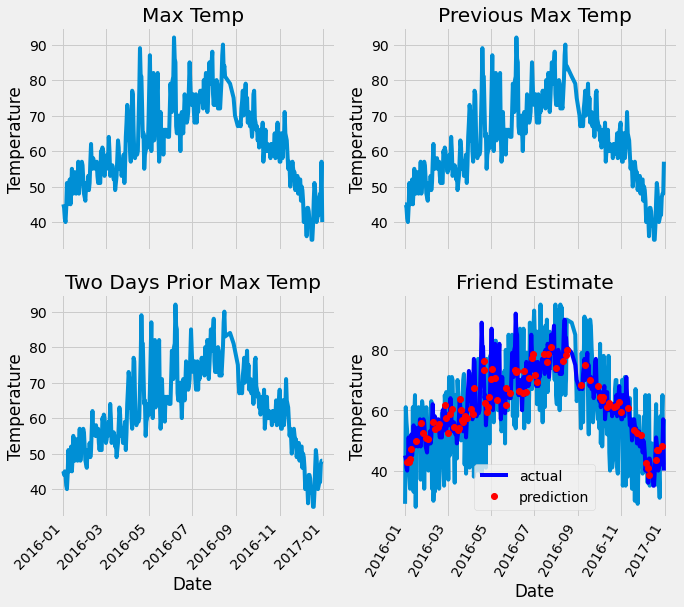 Max Temp
Temperature
90
80
70
60
50
40
Previous Max Temp
Temperature
90
80
70
60
50
40
Two Days Prior Max Temp
Temperature
90
80
70
60
50
40
2016-01
2016-03
2016-05
2016-07
2016-09
2016-11
2017-01
Date
Friend Estimate
Temperature
80
60
40
actual
prediction
2016-01
2016-03
2016-05
2016-07
2016-09
2016-11
2017-01
Date